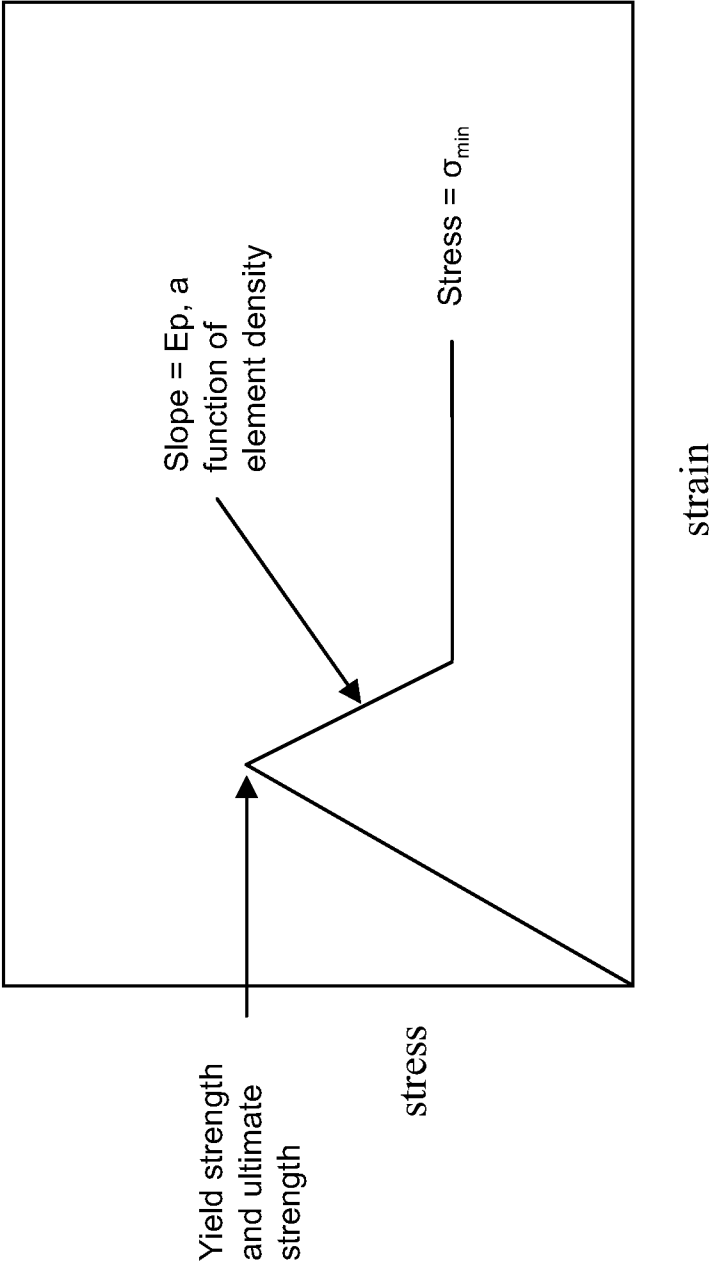 Yield strength
and ultimate
strength
Slope = Ep, a
function of
element density
Stress = σmin
stress
strain